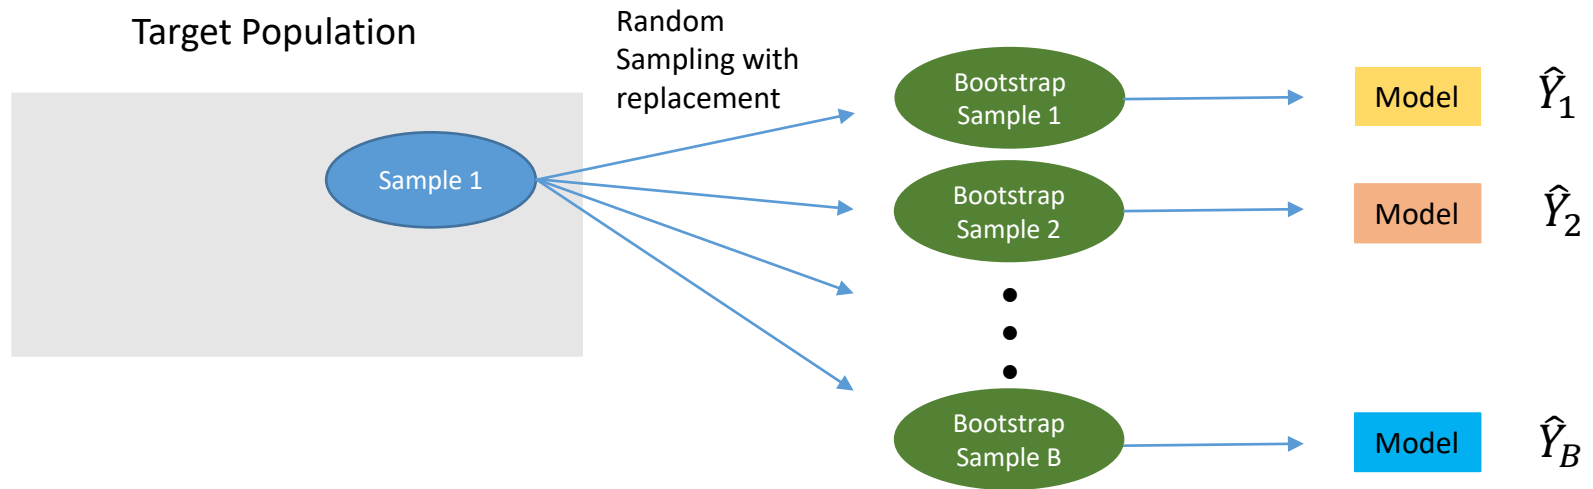 Target Population
Random
Sampling with
replacement
Sample 1
Bootstrap
Sample 1
Model
Ŷ₁
Bootstrap
Sample 2
Model
Ŷ₂
Bootstrap
Sample B
Model
Ŷ_B